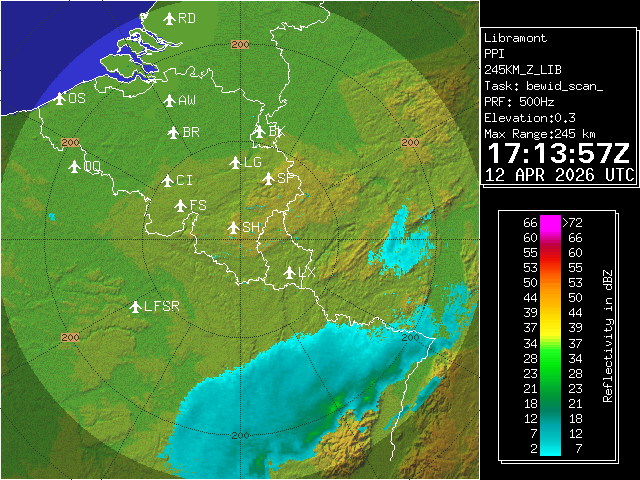 RD
200
OS
AW
BR
BK
200
200
QQ
LG
CI
SP
FS
SH
LX
LFSR
200
200
200
Libramont
PPI
245KM_Z_LIB
Task: bewid_scan_
PRF: 500Hz
Elevation:0.3
Max Range:245 km
17:13:57Z
12 APR 2026 UTC
66 >72
60 66
55 60
53 55
50 53
44 50
39 44
37 39
34 37
28 34
23 28
21 23
18 21
12 18
7 12
2 7
Reflectivity in dBZ